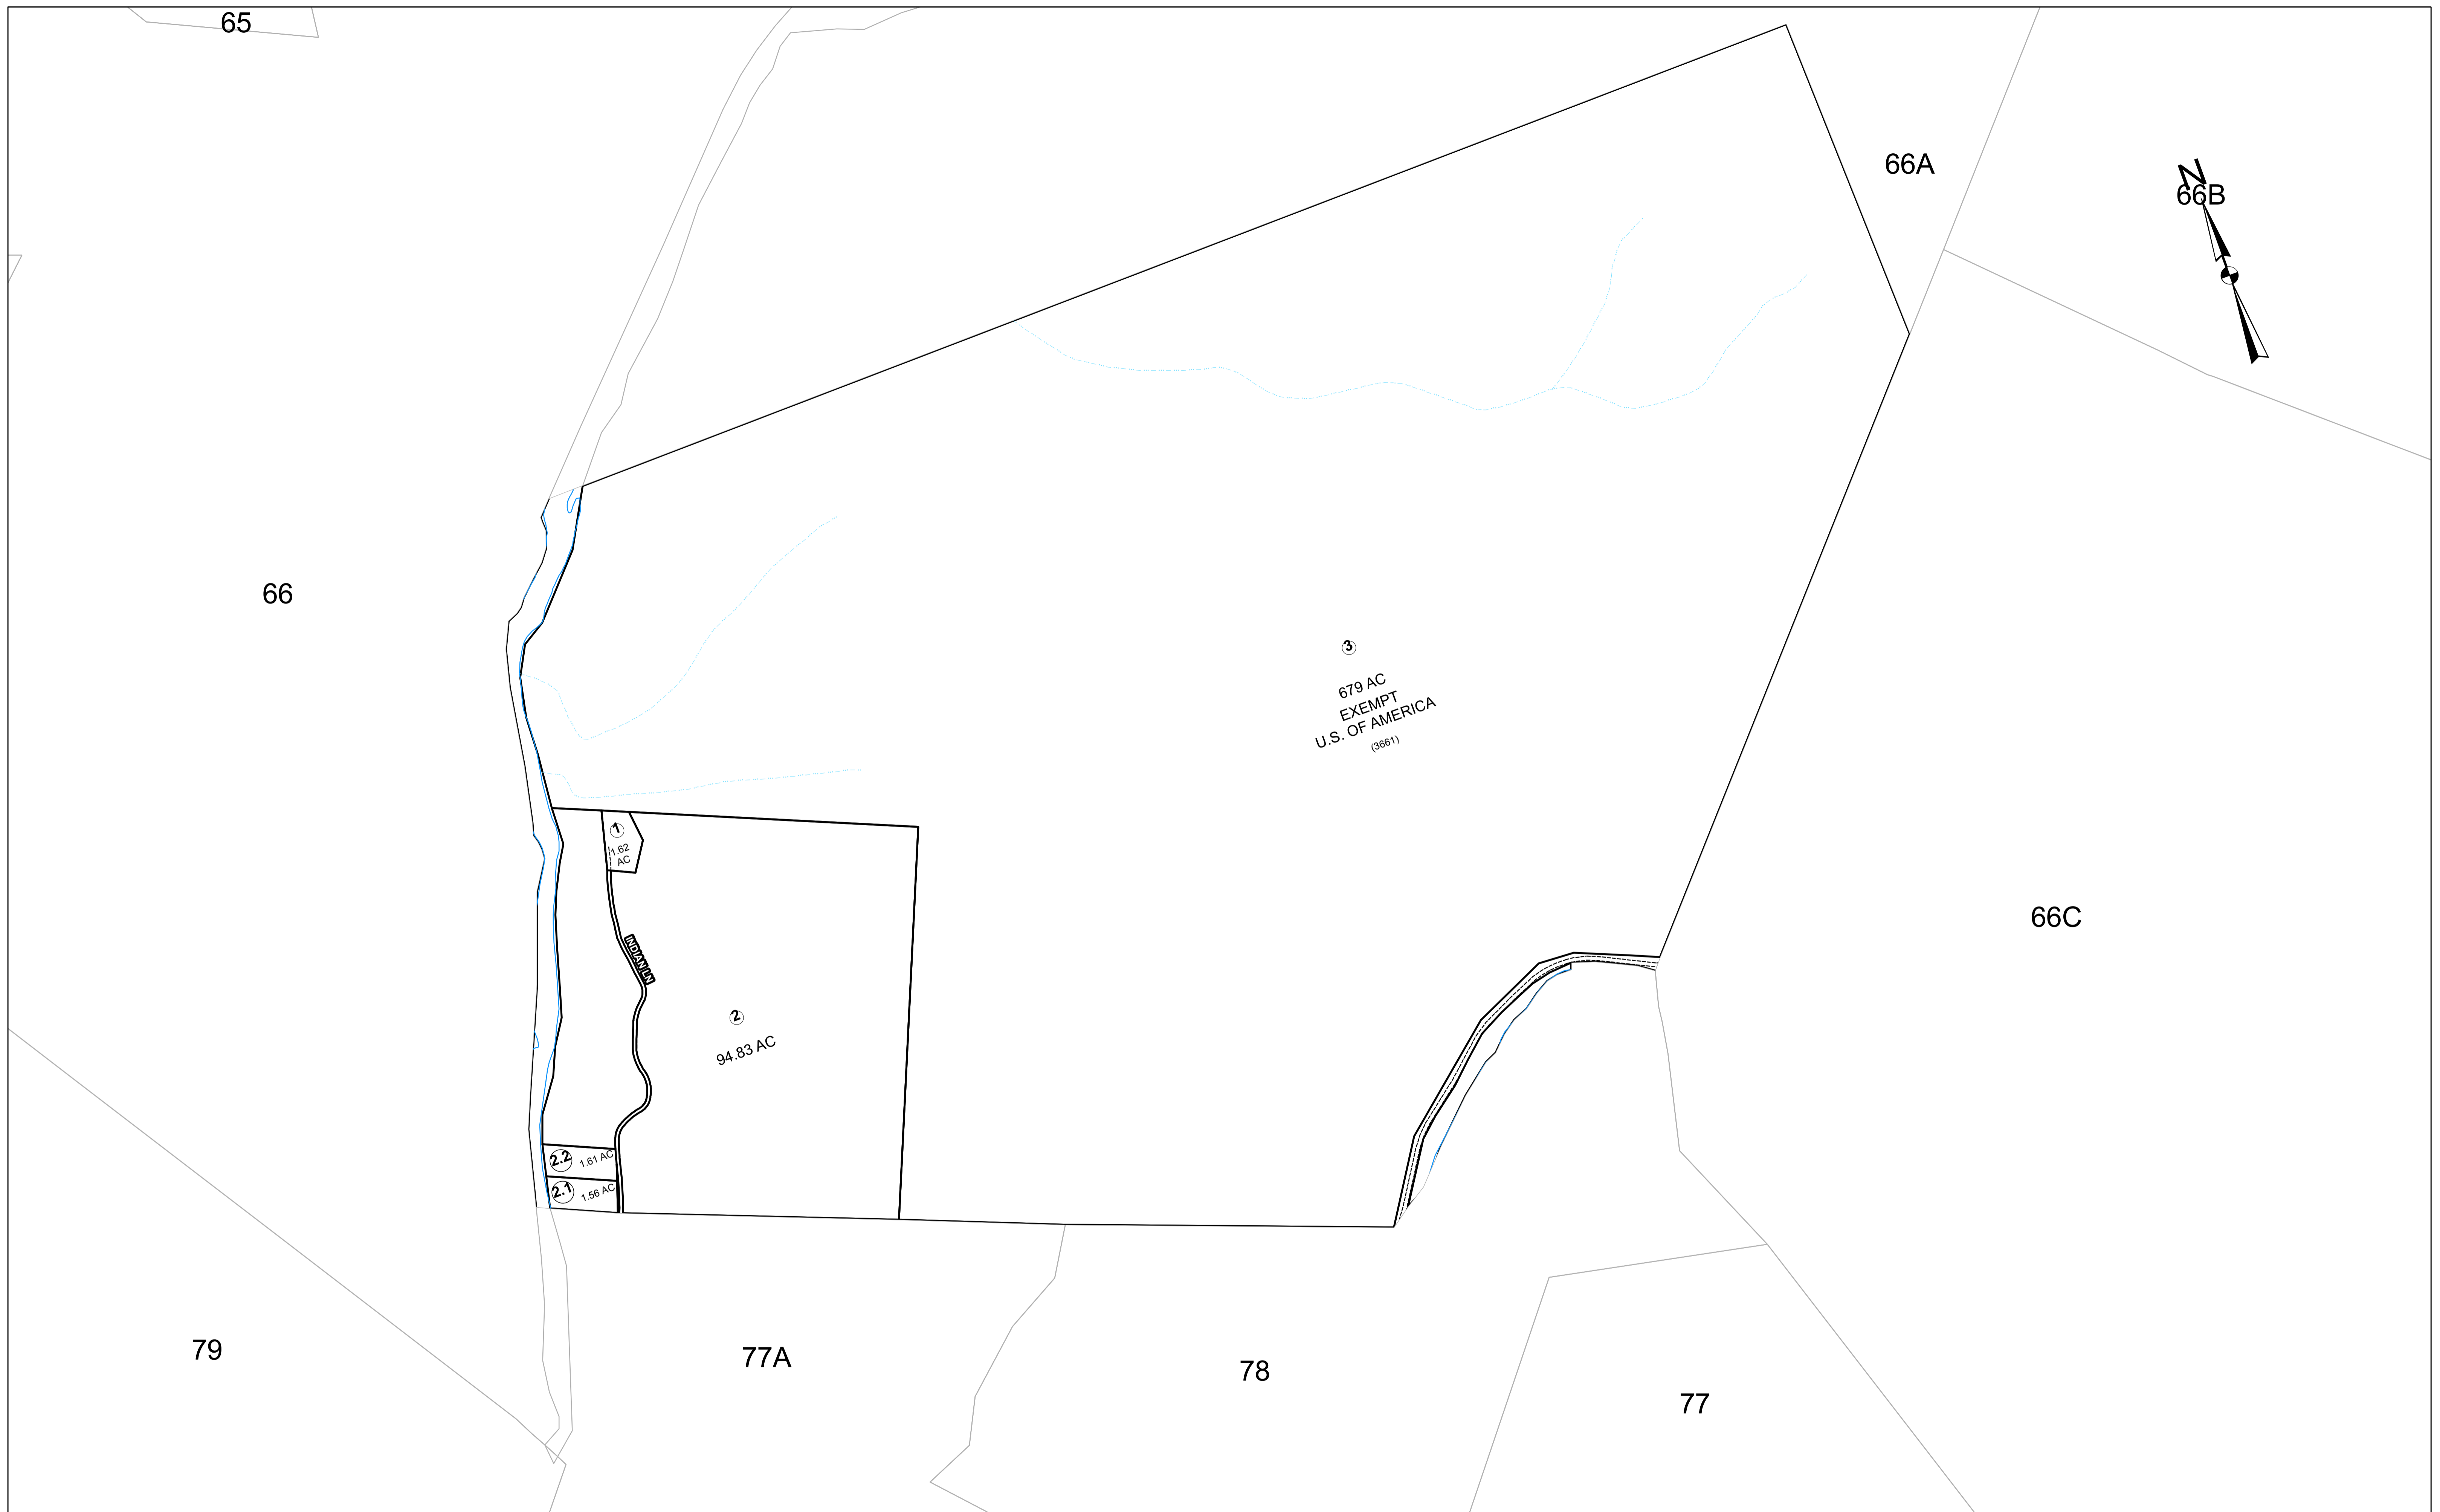 65
66A
N
66B
66
3
679 AC
EXEMPT
U.S. OF AMERICA
(3661)
1
1.62
AC
66C
INDIAN LN
2
94.83 AC
2.2
1.61 AC
2.1
1.56 AC
79
77A
78
77